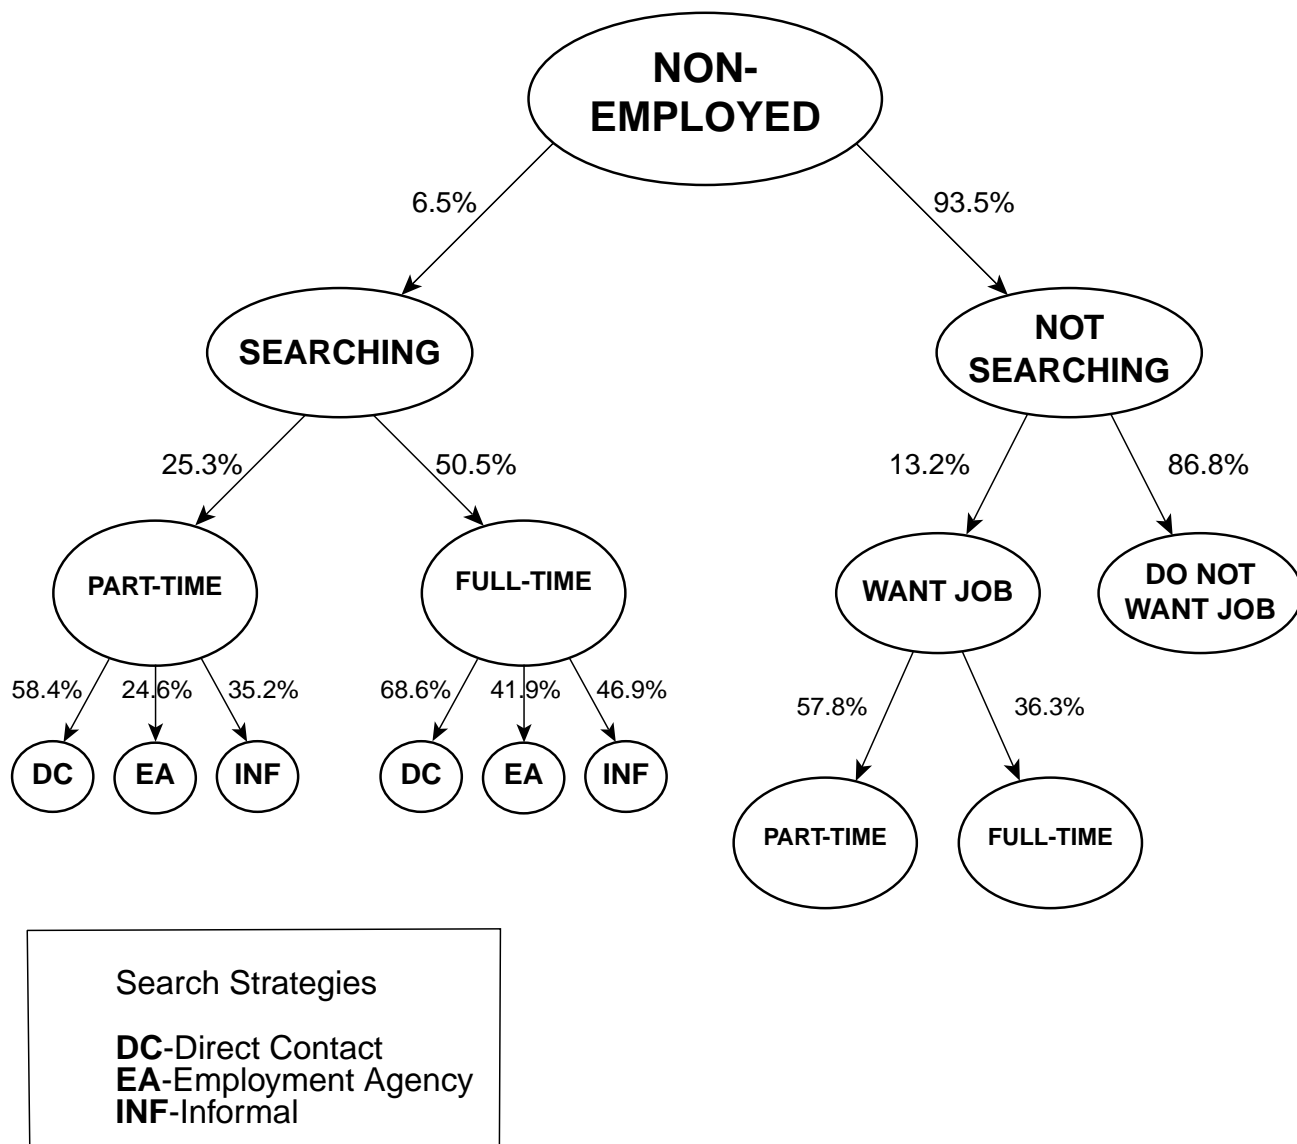 NON-
EMPLOYED
6.5%
93.5%
SEARCHING
NOT
SEARCHING
25.3%
50.5%
13.2%
86.8%
PART-TIME
FULL-TIME
WANT JOB
DO NOT
WANT JOB
58.4%
24.6%
35.2%
68.6%
41.9%
46.9%
57.8%
36.3%
DC
EA
INF
DC
EA
INF
PART-TIME
FULL-TIME
Search Strategies
DC-Direct Contact
EA-Employment Agency
INF-Informal